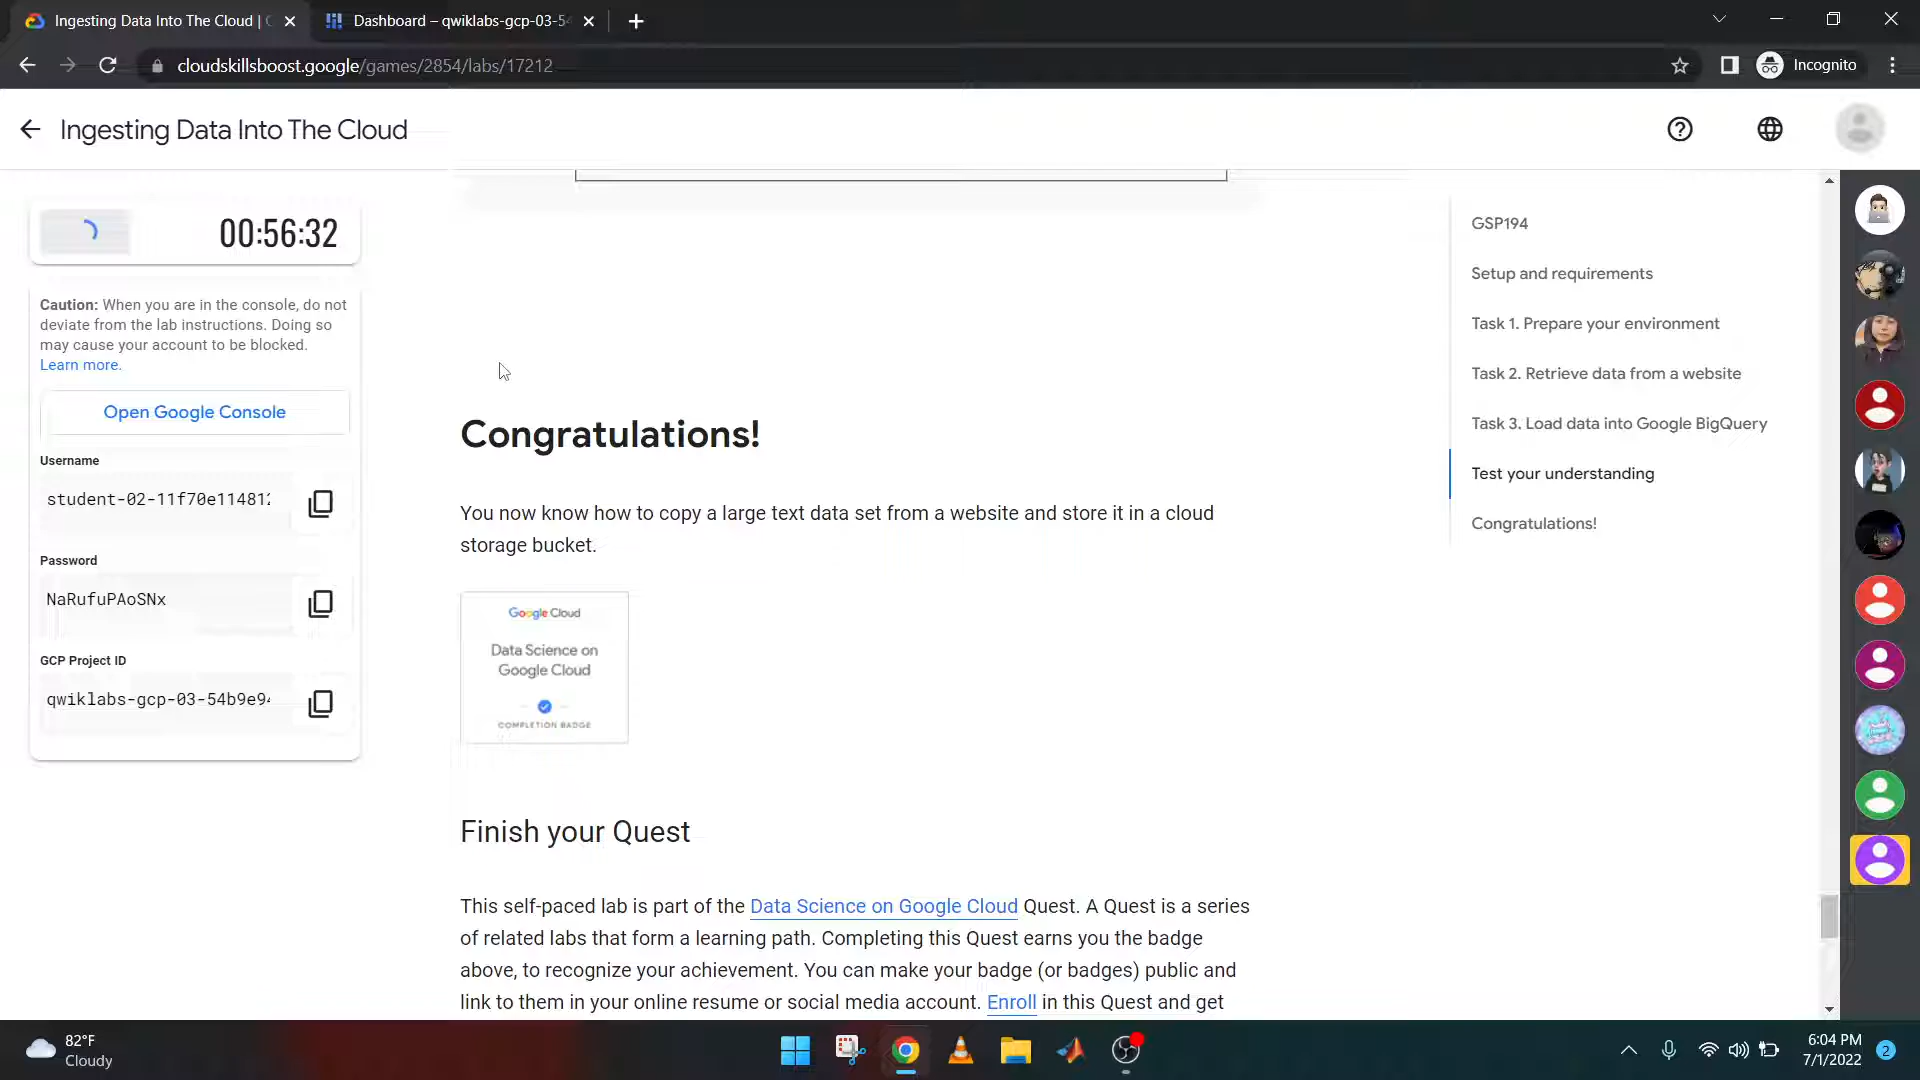 Ingesting Data Into The Cloud |
Dashboard – qwiklabs-gcp-03-5
cloudskillsboost.google/games/2854/labs/17212
Incognito
Ingesting Data Into The Cloud
00:56:32
Caution: When you are in the console, do not
deviate from the lab instructions. Doing so
may cause your account to be blocked.
Learn more.
Open Google Console
Username
student-02-11f70e114812
Password
NaRufuPAoSNx
GCP Project ID
qwiklabs-gcp-03-54b9e94
Congratulations!
You now know how to copy a large text data set from a website and store it in a cloud
storage bucket.
Google Cloud
Data Science on
Google Cloud
COMPLETION BADGE
Finish your Quest
This self-paced lab is part of the Data Science on Google Cloud Quest. A Quest is a series
of related labs that form a learning path. Completing this Quest earns you the badge
above, to recognize your achievement. You can make your badge (or badges) public and
link to them in your online resume or social media account. Enroll in this Quest and get
GSP194
Setup and requirements
Task 1. Prepare your environment
Task 2. Retrieve data from a website
Task 3. Load data into Google BigQuery
Test your understanding
Congratulations!
82°F
Cloudy
6:04 PM
7/1/2022
2